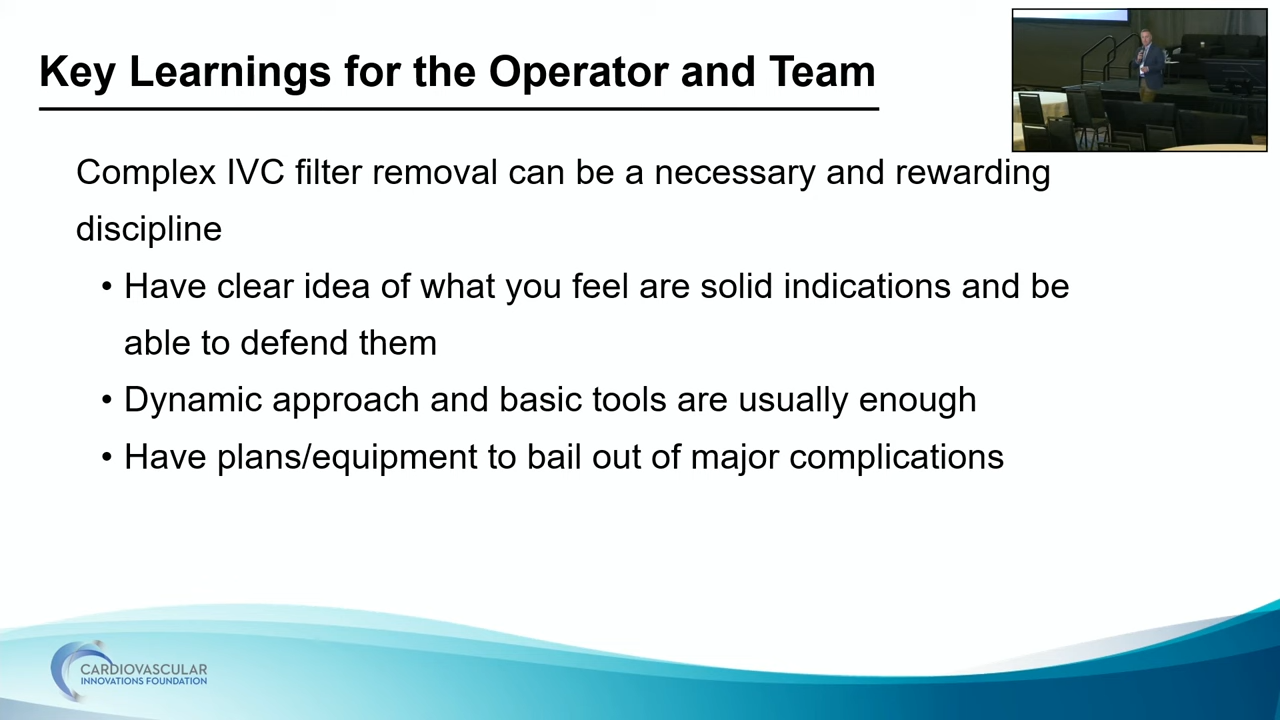 Key Learnings for the Operator and Team
Complex IVC filter removal can be a necessary and rewarding
discipline
• Have clear idea of what you feel are solid indications and be
able to defend them
• Dynamic approach and basic tools are usually enough
• Have plans/equipment to bail out of major complications
CARDIOVASCULAR
INNOVATIONS FOUNDATION